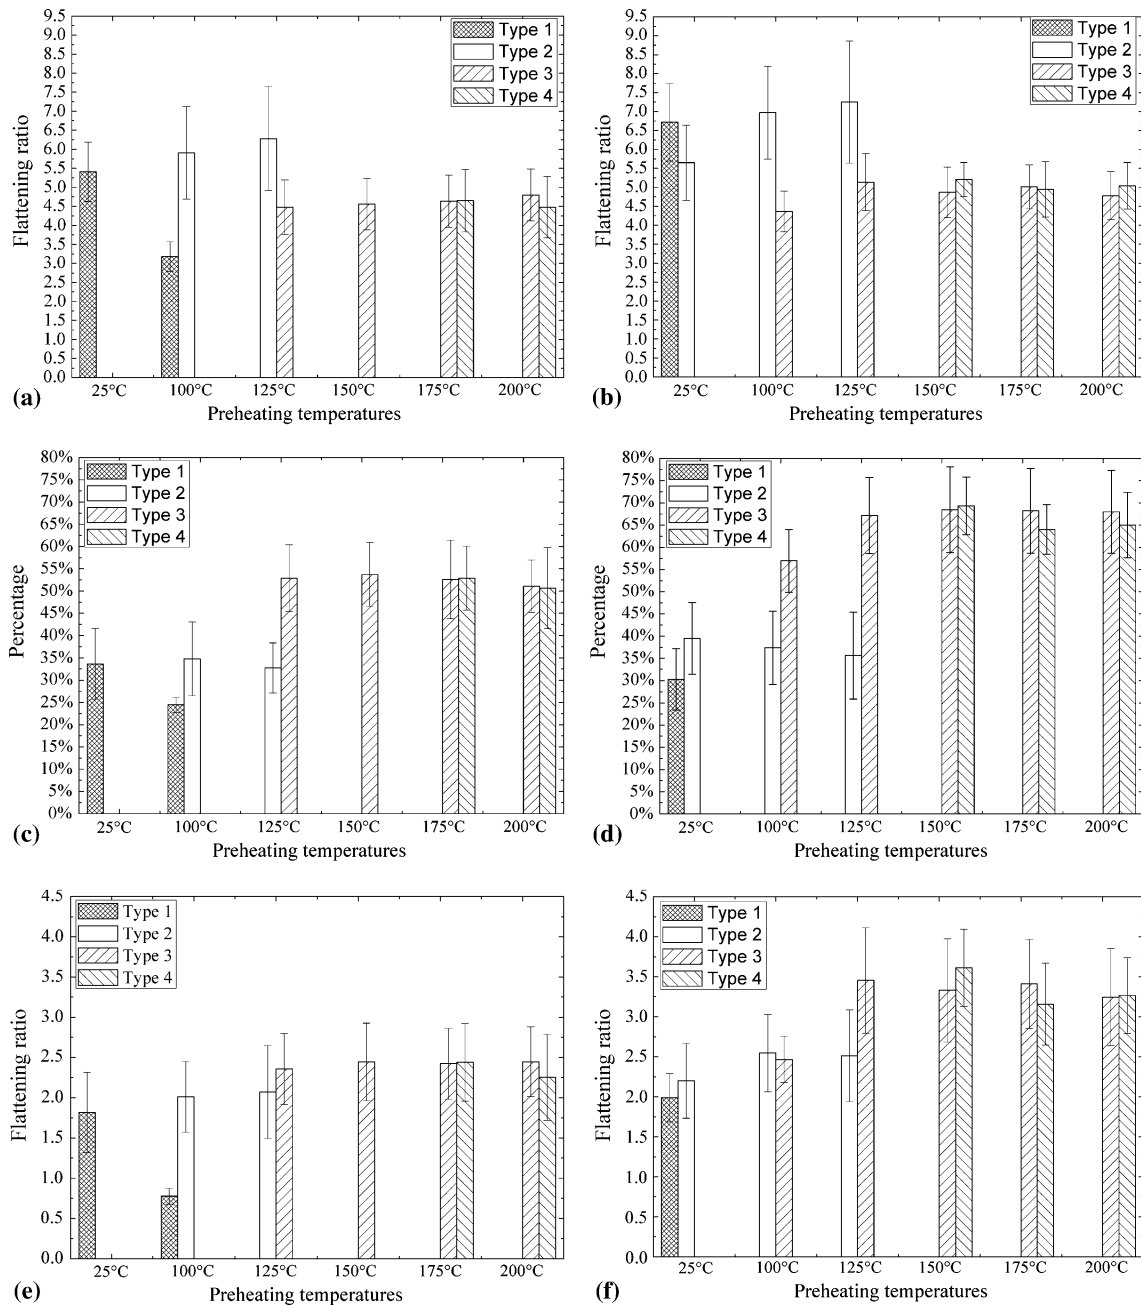 9.5
9.0
8.5
8.0
7.5
7.0
6.5
6.0
5.5
5.0
4.5
4.0
3.5
3.0
2.5
2.0
1.5
1.0
0.5
0.0
Flattening ratio
Type 1
Type 2
Type 3
Type 4
25°C 100°C 125°C 150°C 175°C 200°C
(a) Preheating temperatures
9.5
9.0
8.5
8.0
7.5
7.0
6.5
6.0
5.5
5.0
4.5
4.0
3.5
3.0
2.5
2.0
1.5
1.0
0.5
0.0
Flattening ratio
Type 1
Type 2
Type 3
Type 4
25°C 100°C 125°C 150°C 175°C 200°C
(b) Preheating temperatures
80%
75%
70%
65%
60%
55%
50%
45%
40%
35%
30%
25%
20%
15%
10%
5%
0%
Percentage
Type 1
Type 2
Type 3
Type 4
25°C 100°C 125°C 150°C 175°C 200°C
(c) Preheating temperatures
80%
75%
70%
65%
60%
55%
50%
45%
40%
35%
30%
25%
20%
15%
10%
5%
0%
Percentage
Type 1
Type 2
Type 3
Type 4
25°C 100°C 125°C 150°C 175°C 200°C
(d) Preheating temperatures
4.5
4.0
3.5
3.0
2.5
2.0
1.5
1.0
0.5
0.0
Flattening ratio
Type 1
Type 2
Type 3
Type 4
25°C 100°C 125°C 150°C 175°C 200°C
(e) Preheating temperatures
4.5
4.0
3.5
3.0
2.5
2.0
1.5
1.0
0.5
0.0
Flattening ratio
Type 1
Type 2
Type 3
Type 4
25°C 100°C 125°C 150°C 175°C 200°C
(f) Preheating temperatures